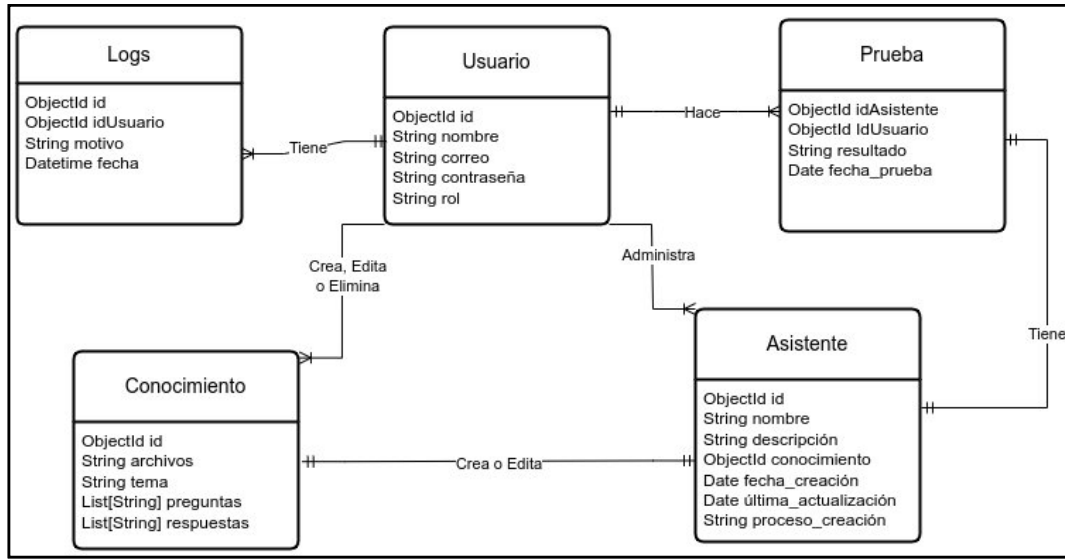 Logs
ObjectId id
ObjectId idUsuario
String motivo
Datetime fecha
Tiene
Usuario
ObjectId id
String nombre
String correo
String contraseña
String rol
Hace
Prueba
ObjectId idAsistente
ObjectId IdUsuario
String resultado
Date fecha_prueba
Crea, Edita
o Elimina
Administra
Tiene
Conocimiento
ObjectId id
String archivos
String tema
List[String] preguntas
List[String] respuestas
Crea o Edita
Asistente
ObjectId id
String nombre
String descripción
ObjectId conocimiento
Date fecha_creación
Date última_actualización
String proceso_creación